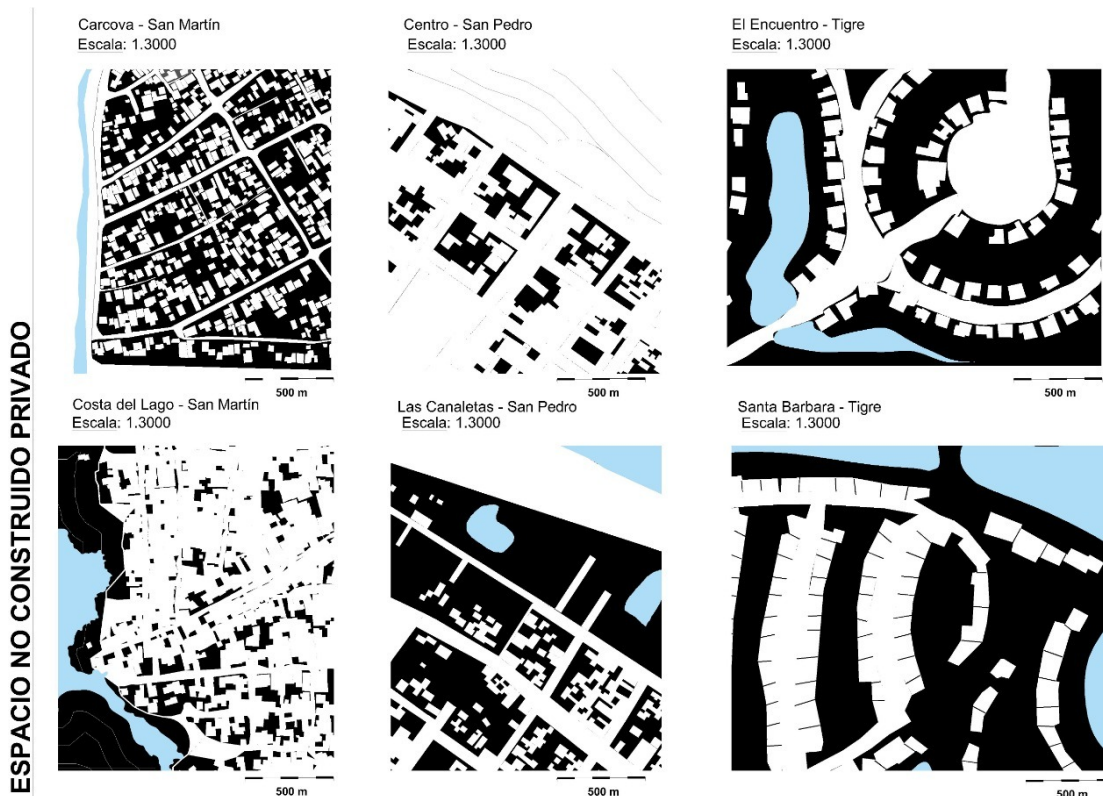 ESPACIO NO CONSTRUIDO PRIVADO
Carcova - San Martín
Escala: 1.3000
500 m
Centro - San Pedro
Escala: 1.3000
500 m
El Encuentro - Tigre
Escala: 1.3000
500 m
Costa del Lago - San Martín
Escala: 1.3000
500 m
Las Canaletas - San Pedro
Escala: 1.3000
500 m
Santa Barbara - Tigre
Escala: 1.3000
500 m